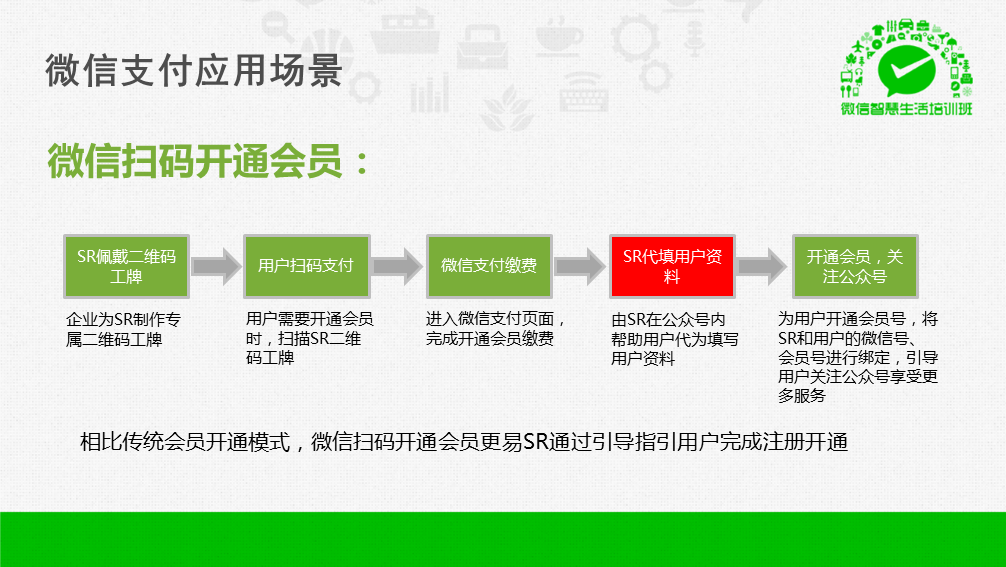 微信支付应用场景
微信智慧生活培训班
微信扫码开通会员：
SR佩戴二维码
工牌
用户扫码支付
微信支付缴费
SR代填用户资
料
开通会员，关
注公众号
企业为SR制作专
属二维码工牌
用户需要开通会员
时，扫描SR二维
码工牌
进入微信支付页面，
完成开通会员缴费
由SR在公众号内
帮助用户代为填写
用户资料
为用户开通会员号，将
SR和用户的微信号、
会员号进行绑定，引导
用户关注公众号享受更
多服务
相比传统会员开通模式，微信扫码开通会员更易SR通过引导指引用户完成注册开通